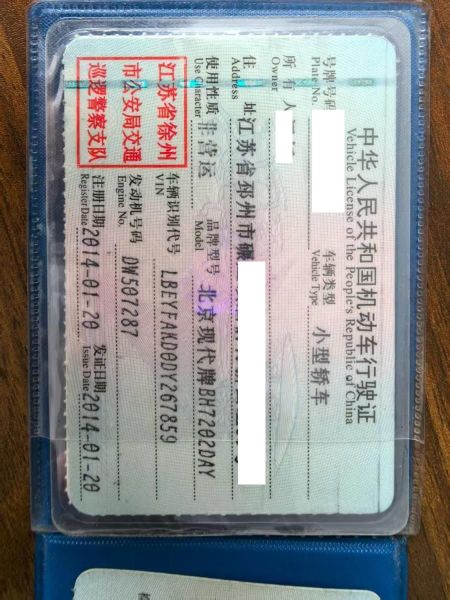 中华人民共和国机动车行驶证
Vehicle License of the People's Republic of China
号牌号码 车辆类型 小型轿车
Plate No. Vehicle Type
所有人
Owner
住址 江苏省邳州市
Address
使用性质 非营运 品牌型号 北京现代牌BH7202DAY
Use Character Model
江苏省徐州
市公安局交通
巡逻警察支队
车辆识别代号 LBEYFAKD0DY267859
VIN
发动机号码 DW507287
Engine No.
注册日期 2014-01-20 发证日期 2014-01-20
Register Date Issue Date